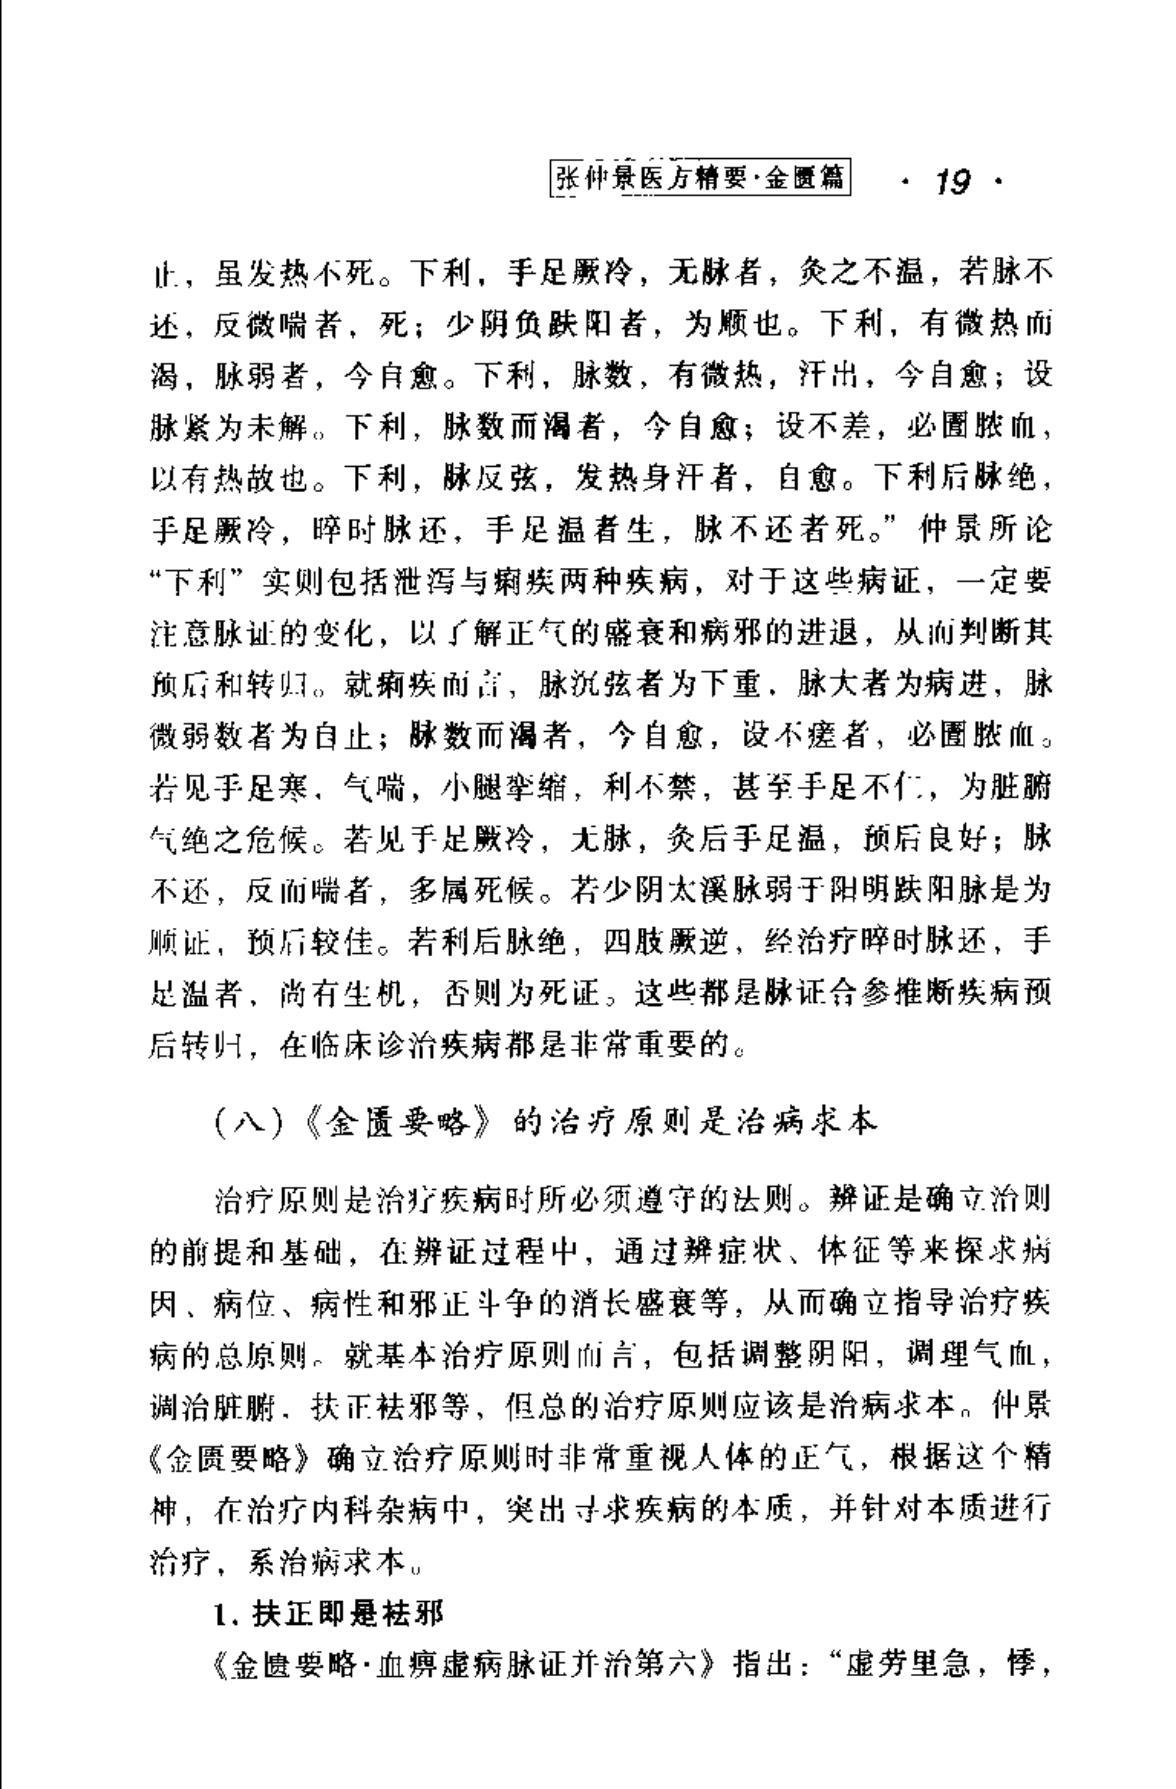 张仲景医方精要·金匮篇 · 19 ·
止，虽发热不死。下利，手足厥冷，无脉者，灸之不温，若脉不
还，反微喘者，死；少阴负趺阳者，为顺也。下利，有微热而
渴，脉弱者，今自愈。下利，脉数，有微热，汗出，今自愈；设
脉紧为未解。下利，脉数而渴者，今自愈；设不差，必圊脓血，
以有热故也。下利，脉反弦，发热身汗者，自愈。下利后脉绝，
手足厥冷，晬时脉还，手足温者生，脉不还者死。”仲景所论
“下利”实则包括泄泻与痢疾两种疾病，对于这些病证，一定要
注意脉证的变化，以了解正气的盛衰和病邪的进退，从而判断其
预后和转归。就痢疾而言，脉沉弦者为下重，脉大者为病进，脉
微弱数者为自止；脉数而渴者，今自愈，设不瘥者，必圊脓血。
若见手足寒，气喘，小腿挛缩，利不禁，甚至手足不仁，为脏腑
气绝之危候。若见手足厥冷，无脉，灸后手足温，预后良好；脉
不还，反而喘者，多属死候。若少阴太溪脉弱于阳明趺阳脉是为
顺证，预后较佳。若利后脉绝，四肢厥逆，经治疗晬时脉还，手
足温者，尚有生机，否则为死证。这些都是脉证合参推断疾病预
后转归，在临床诊治疾病都是非常重要的。
(八)《金匮要略》的治疗原则是治病求本
治疗原则是治疗疾病时所必须遵守的法则。辨证是确立治则
的前提和基础，在辨证过程中，通过辨症状、体征等来探求病
因、病位、病性和邪正斗争的消长盛衰等，从而确立指导治疗疾
病的总原则。就基本治疗原则而言，包括调整阴阳，调理气血，
调治脏腑，扶正祛邪等，但总的治疗原则应该是治病求本。仲景
《金匮要略》确立治疗原则时非常重视人体的正气，根据这个精
神，在治疗内科杂病中，突出寻求疾病的本质，并针对本质进行
治疗，系治病求本。
1. 扶正即是祛邪
《金匮要略·血痹虚病脉证并治第六》指出：“虚劳里急，悸，